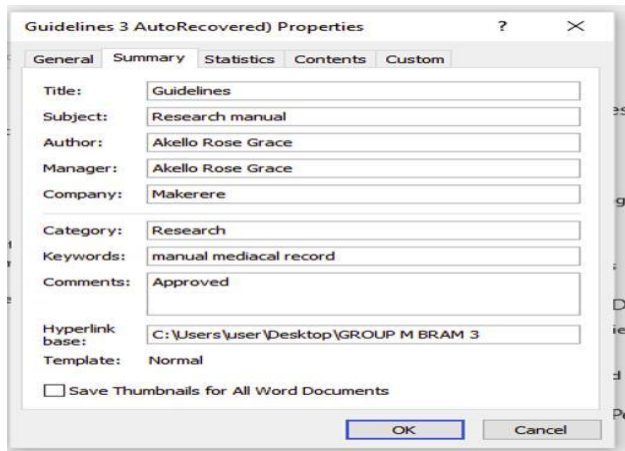 Guidelines 3 AutoRecovered) Properties ?
General Summary Statistics Contents Custom
Title: Guidelines
Subject: Research manual
Author: Akello Rose Grace
Manager: Akello Rose Grace
Company: Makerere
Category: Research
Keywords: manual mediacal record
Comments: Approved
Hyperlink
base: C:\Users\user\Desktop\GROUP M BRAM 3
Template: Normal
Save Thumbnails for All Word Documents
OK Cancel